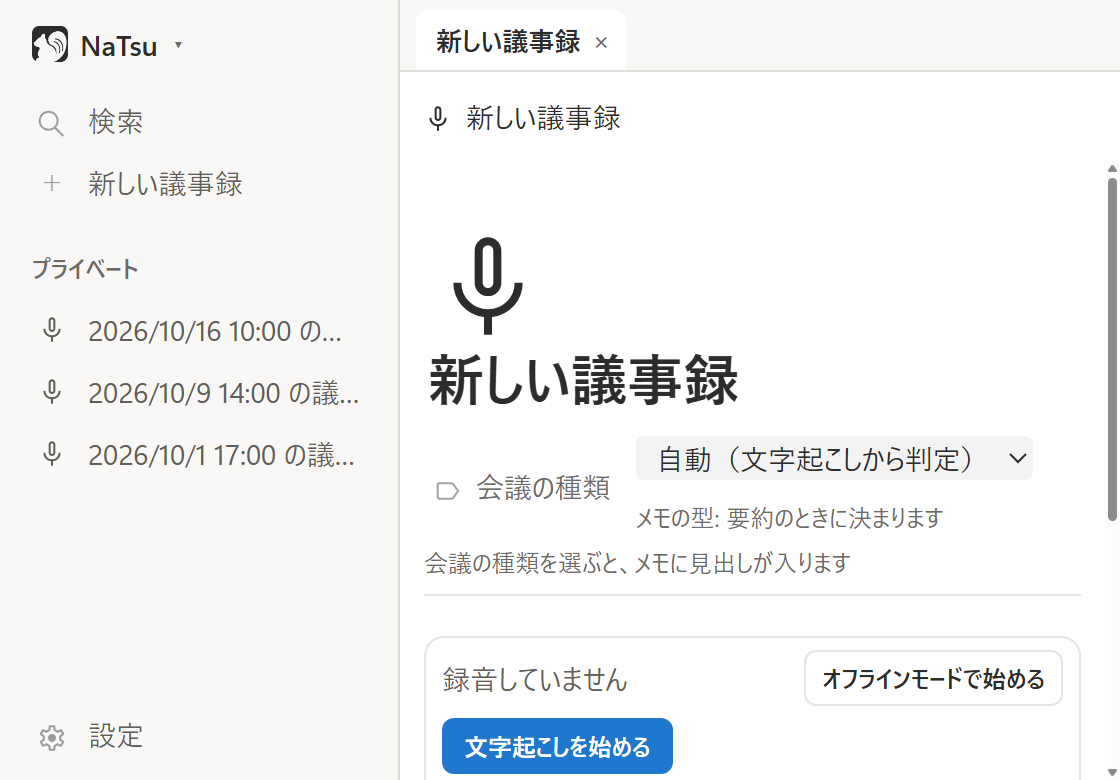 NaTsu
検索
新しい議事録
プライベート
2026/10/16 10:00 の...
2026/10/9 14:00 の議...
2026/10/1 17:00 の議...
設定
新しい議事録 ×
新しい議事録
新しい議事録
会議の種類
自動（文字起こしから判定）
メモの型: 要約のときに決まります
会議の種類を選ぶと、メモに見出しが入ります
録音していません
オフラインモードで始める
文字起こしを始める